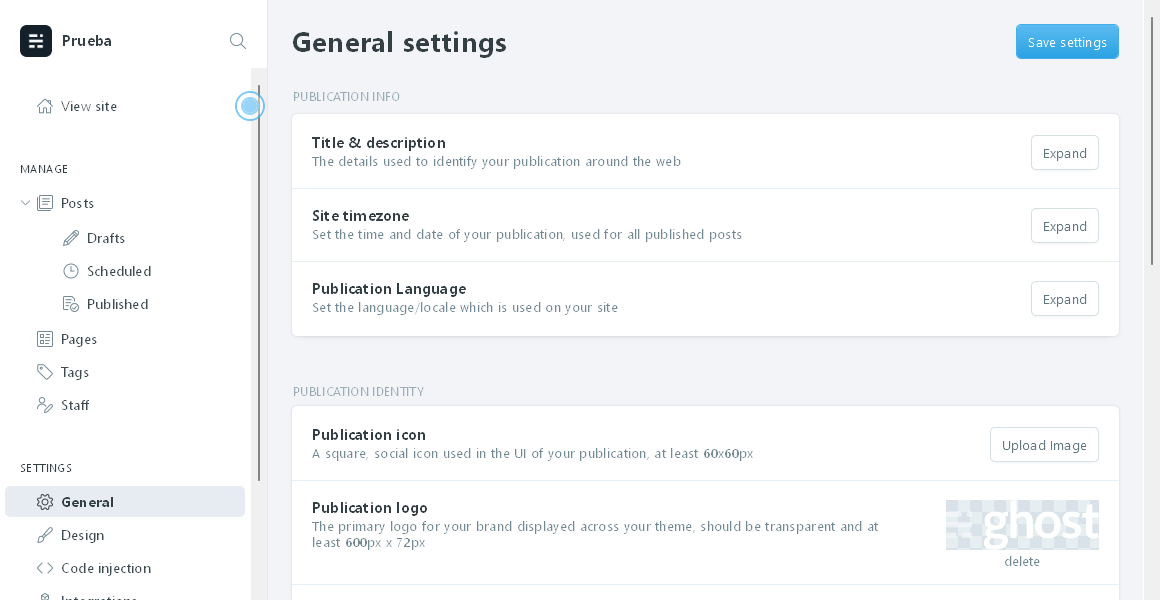 Prueba
View site
MANAGE
Posts
Drafts
Scheduled
Published
Pages
Tags
Staff
SETTINGS
General
Design
Code injection
Integrations
General settings
Save settings
PUBLICATION INFO
Title & description
The details used to identify your publication around the web
Expand
Site timezone
Set the time and date of your publication, used for all published posts
Expand
Publication Language
Set the language/locale which is used on your site
Expand
PUBLICATION IDENTITY
Publication icon
A square, social icon used in the UI of your publication, at least 60x60px
Upload Image
Publication logo
The primary logo for your brand displayed across your theme, should be transparent and at
least 600px x 72px
ghost
delete